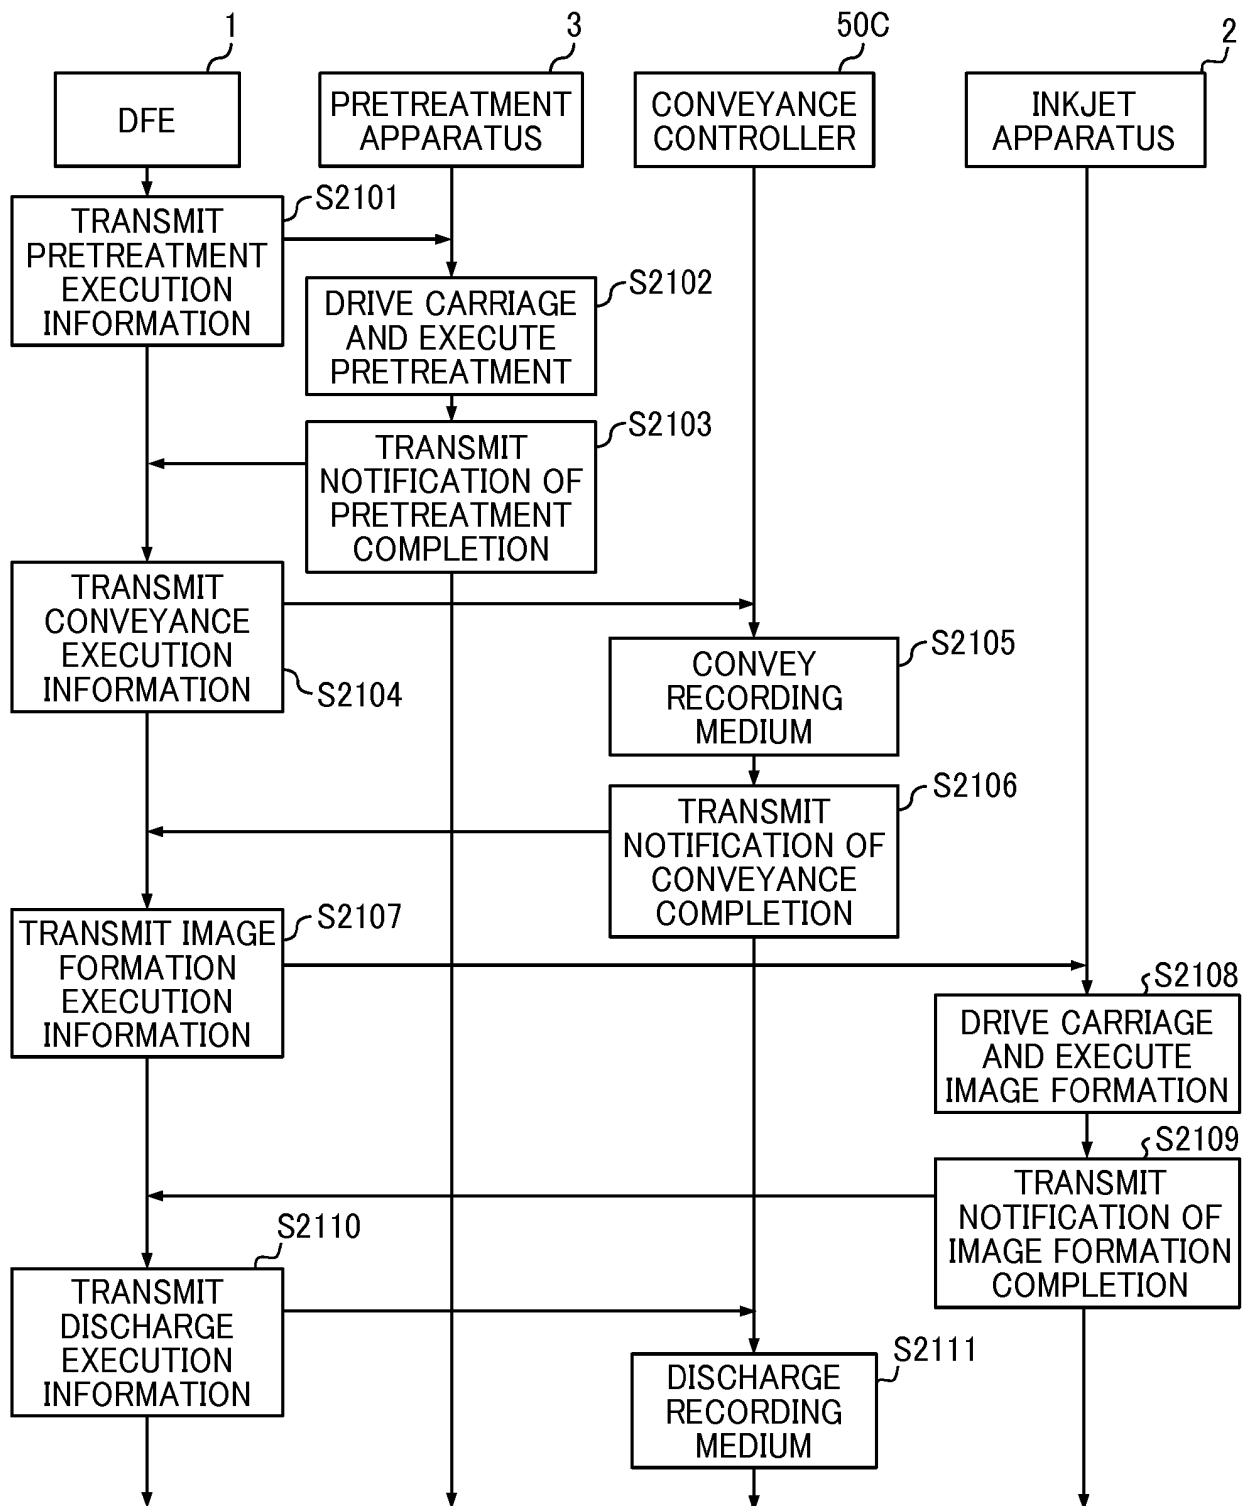 1
3
50C
2
DFE
PRETREATMENT
APPARATUS
CONVEYANCE
CONTROLLER
INKJET
APPARATUS
S2101
TRANSMIT
PRETREATMENT
EXECUTION
INFORMATION
S2102
DRIVE CARRIAGE
AND EXECUTE
PRETREATMENT
S2103
TRANSMIT
NOTIFICATION OF
PRETREATMENT
COMPLETION
TRANSMIT
CONVEYANCE
EXECUTION
INFORMATION
S2104
S2105
CONVEY
RECORDING
MEDIUM
S2106
TRANSMIT
NOTIFICATION OF
CONVEYANCE
COMPLETION
S2107
TRANSMIT IMAGE
FORMATION
EXECUTION
INFORMATION
S2108
DRIVE CARRIAGE
AND EXECUTE
IMAGE FORMATION
S2109
TRANSMIT
NOTIFICATION OF
IMAGE FORMATION
COMPLETION
S2110
TRANSMIT
DISCHARGE
EXECUTION
INFORMATION
S2111
DISCHARGE
RECORDING
MEDIUM